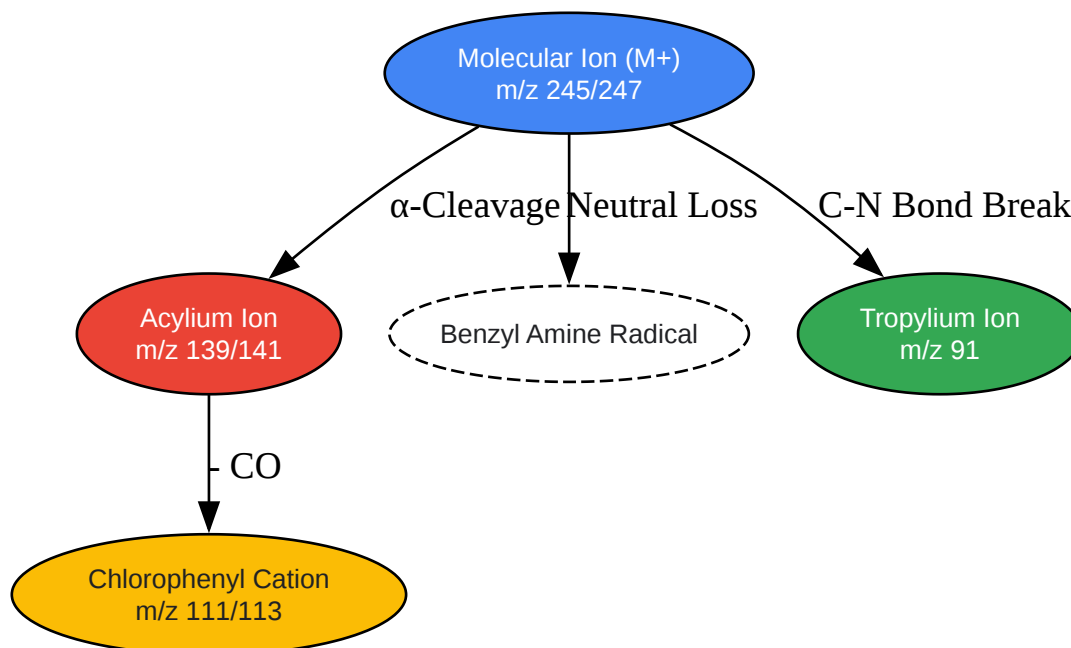 Molecular Ion (M+)
m/z 245/247
α-Cleavage
Neutral Loss
C-N Bond Break
Acylium Ion
m/z 139/141
Benzyl Amine Radical
Tropylium Ion
m/z 91
- CO
Chlorophenyl Cation
m/z 111/113